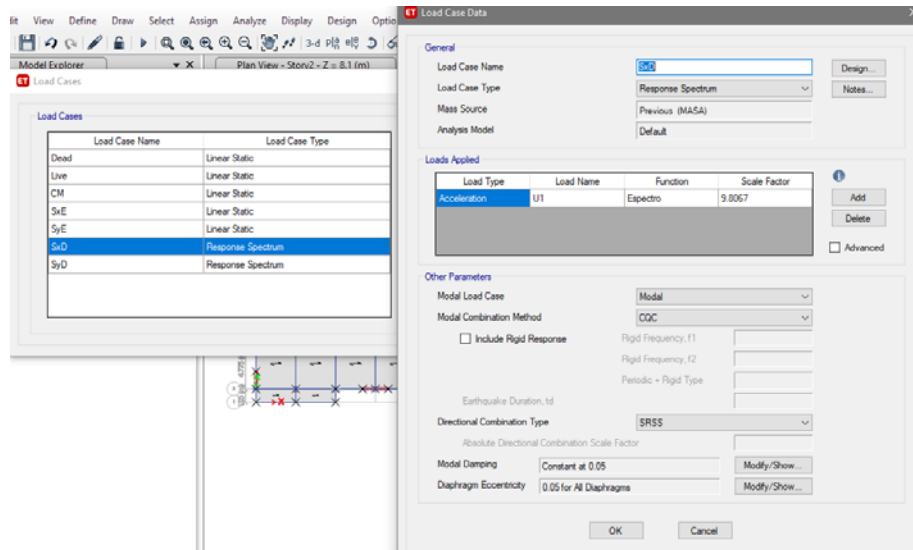 it View Define Draw Select Assign Analyze Display Design Optio
3-d
Model Explorer
Plan View - Story2 - Z = 8.1 (m)
Load Cases
Load Cases
Load Case Name Load Case Type
Dead Linear Static
Live Linear Static
CM Linear Static
SxE Linear Static
SyE Linear Static
SxD Response Spectrum
SyD Response Spectrum
4.775
Load Case Data
General
Load Case Name SxD Design...
Load Case Type Response Spectrum Notes...
Mass Source Previous (MASA)
Analysis Model Default
Loads Applied
Load Type Load Name Function Scale Factor
Acceleration U1 Espectro 9.8067
Add
Delete
Advanced
Other Parameters
Modal Load Case Modal
Modal Combination Method CQC
Include Rigid Response Rigid Frequency, f1
Rigid Frequency, f2
Periodic + Rigid Type
Earthquake Duration, td
Directional Combination Type SRSS
Absolute Directional Combination Scale Factor
Modal Damping Constant at 0.05 Modify/Show...
Diaphragm Eccentricity 0.05 for All Diaphragms Modify/Show...
OK Cancel